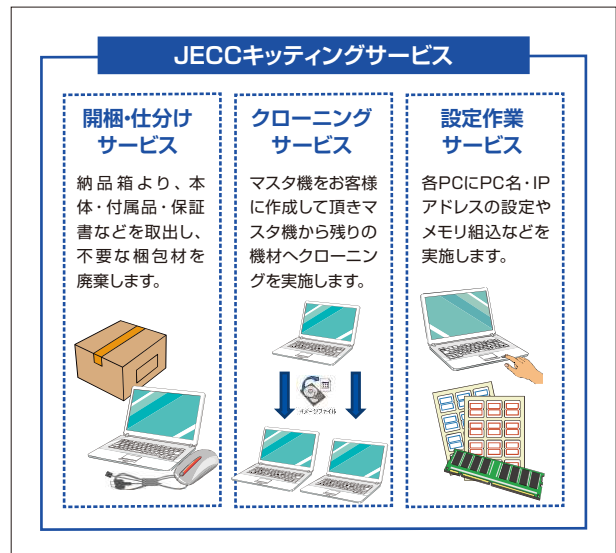 JECCキッティングサービス
開梱・仕分け
サービス
納品箱より、本
体・付属品・保証
書などを取出し、
不要な梱包材を
廃棄します。
クローニング
サービス
マスタ機をお客様
に作成して頂きマ
スタ機から残りの
機材へクローニン
グを実施します。
イメージファイル
設定作業
サービス
各PCにPC名・IP
アドレスの設定や
メモリ組込などを
実施します。